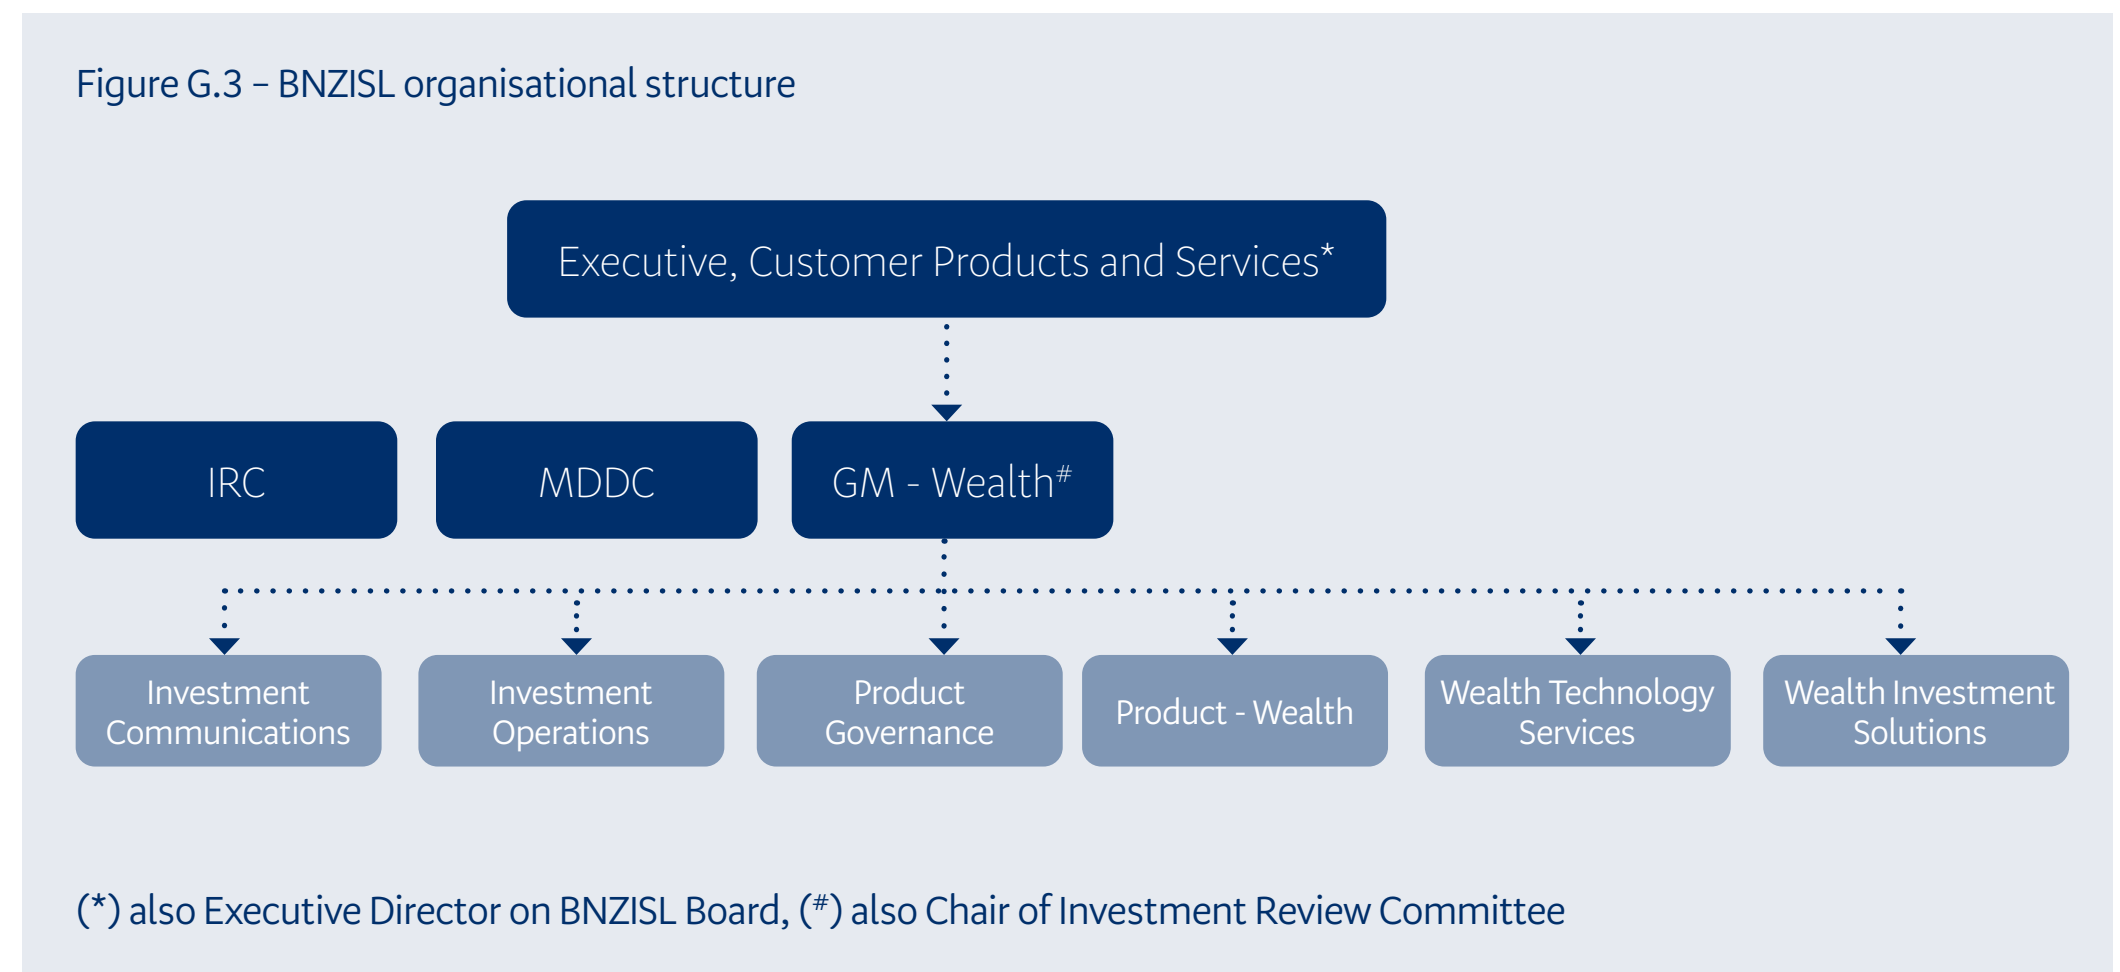 Figure G.3 – BNZISL organisational structure
Executive, Customer Products and Services*
IRC
MDDC
GM - Wealth#
Investment
Communications
Investment
Operations
Product
Governance
Product - Wealth
Wealth Technology
Services
Wealth Investment
Solutions
(*) also Executive Director on BNZISL Board, (#) also Chair of Investment Review Committee